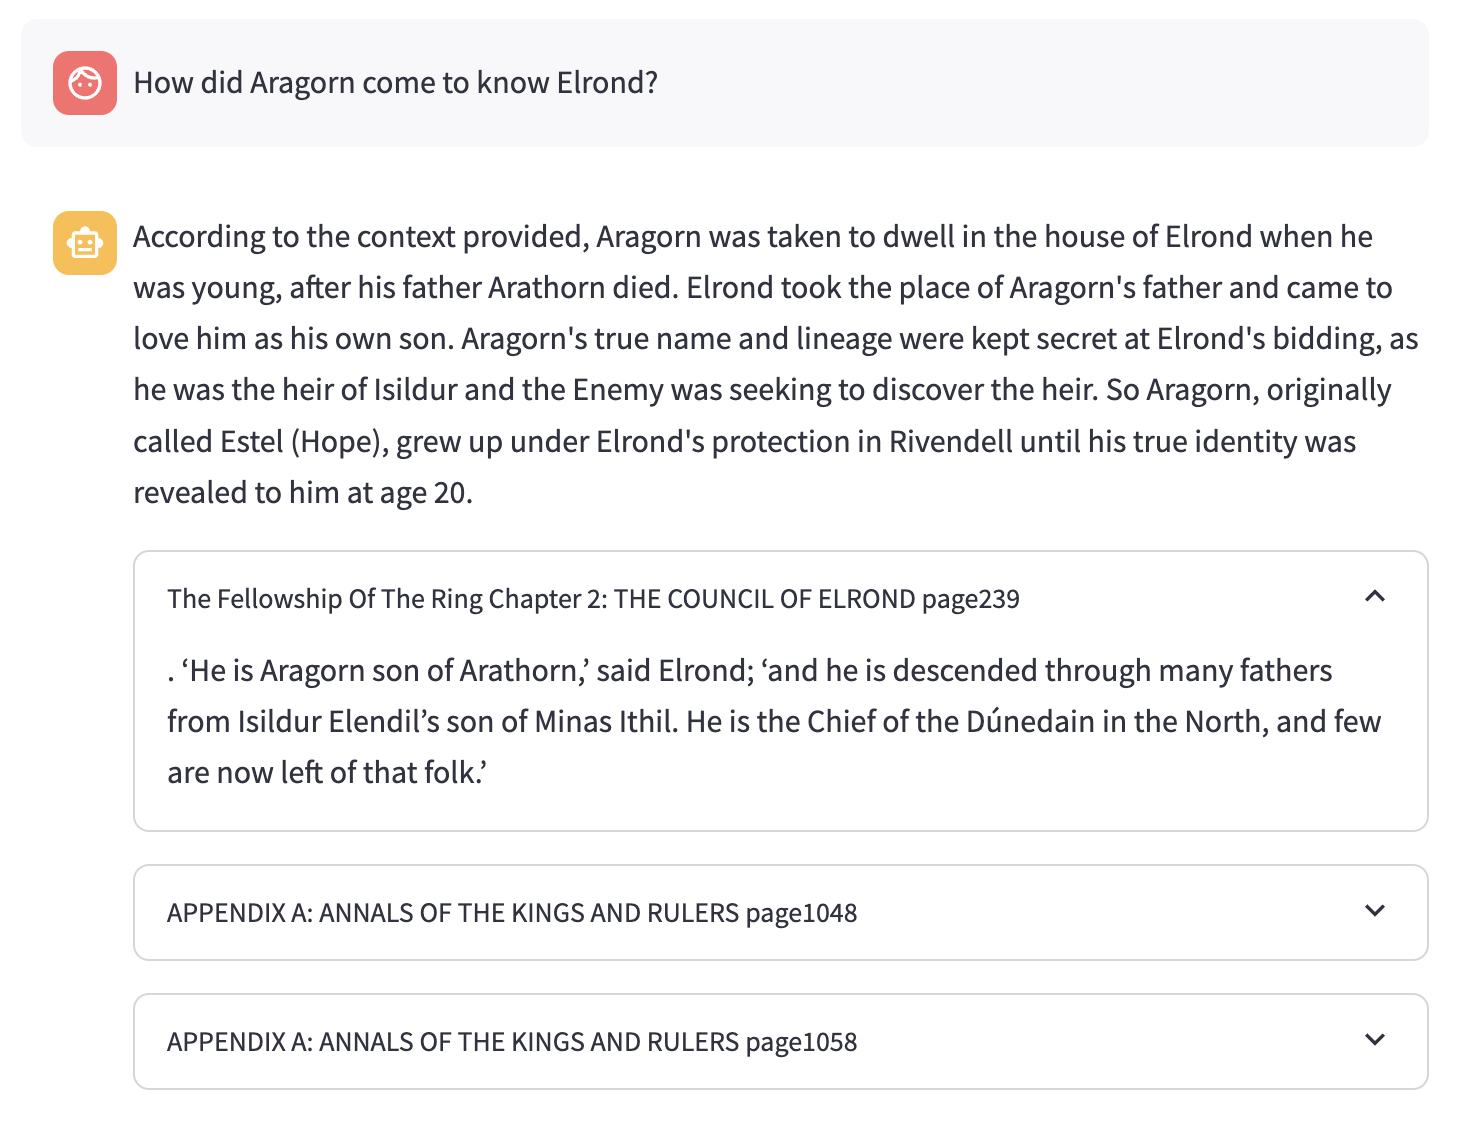 How did Aragorn come to know Elrond?
According to the context provided, Aragorn was taken to dwell in the house of Elrond when he
was young, after his father Arathorn died. Elrond took the place of Aragorn's father and came to
love him as his own son. Aragorn's true name and lineage were kept secret at Elrond's bidding, as
he was the heir of Isildur and the Enemy was seeking to discover the heir. So Aragorn, originally
called Estel (Hope), grew up under Elrond's protection in Rivendell until his true identity was
revealed to him at age 20.
The Fellowship Of The Ring Chapter 2: THE COUNCIL OF ELROND page239
. ‘He is Aragorn son of Arathorn,’ said Elrond; ‘and he is descended through many fathers
from Isildur Elendil’s son of Minas Ithil. He is the Chief of the Dúnedain in the North, and few
are now left of that folk.’
APPENDIX A: ANNALS OF THE KINGS AND RULERS page1048
APPENDIX A: ANNALS OF THE KINGS AND RULERS page1058